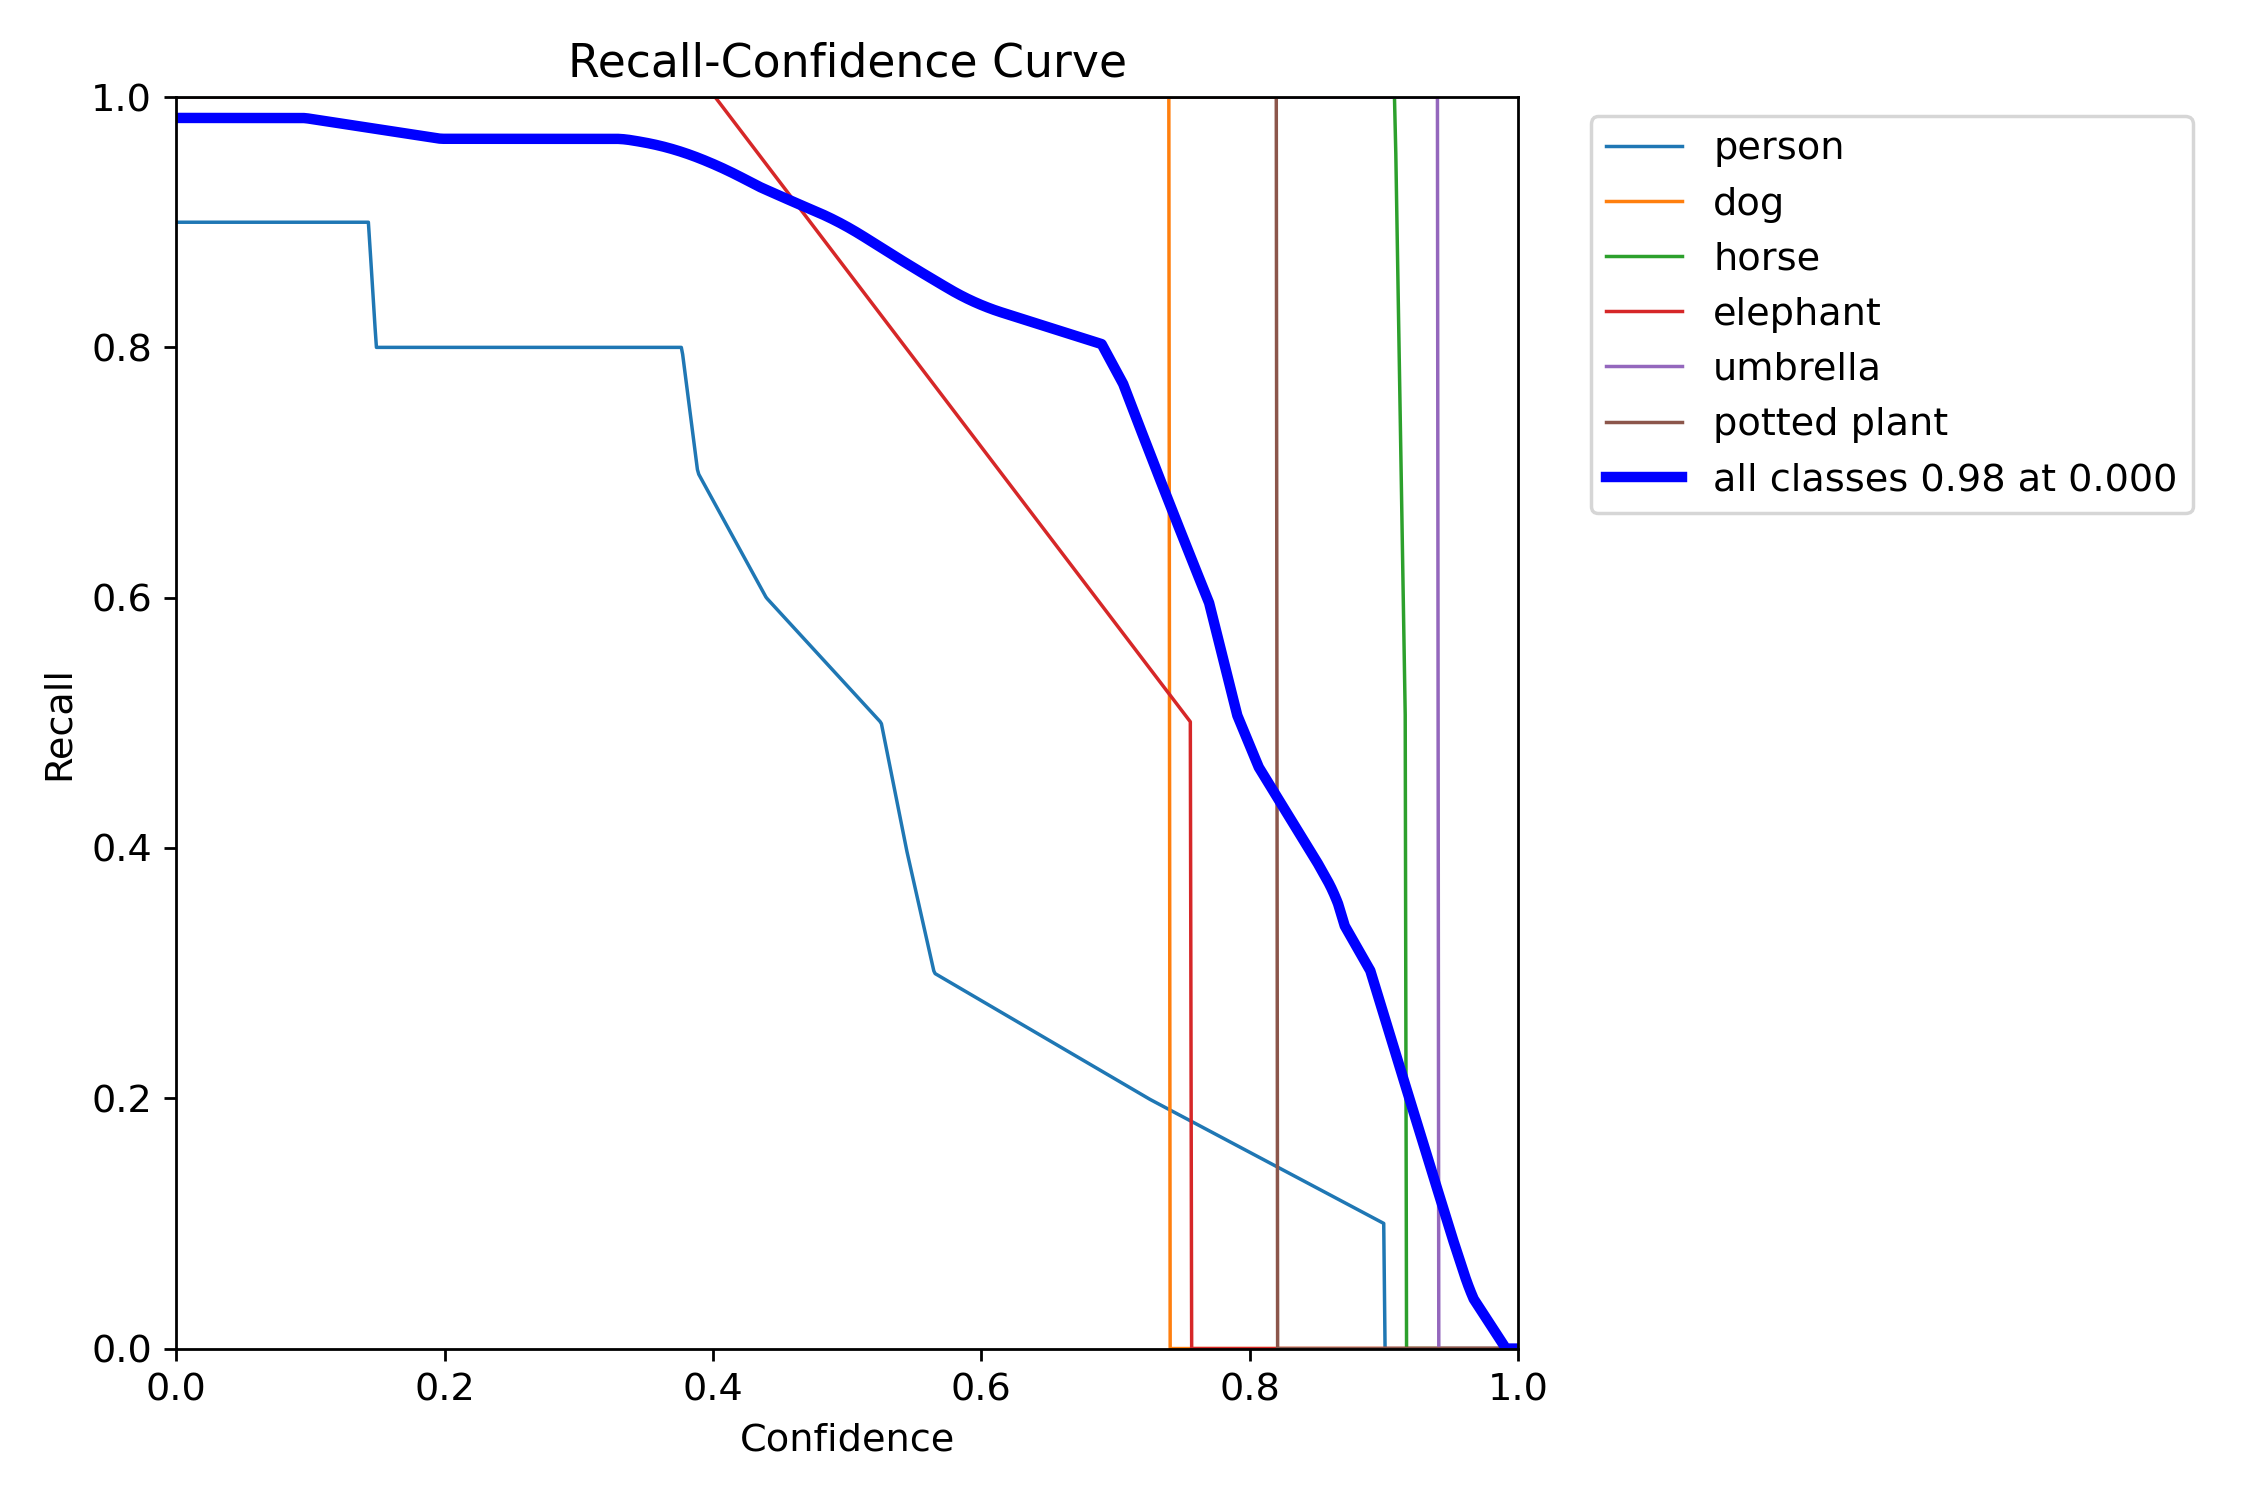 Recall-Confidence Curve
1.0
0.8
0.6
0.4
0.2
0.0
Recall
0.0 0.2 0.4 0.6 0.8 1.0
Confidence
person
dog
horse
elephant
umbrella
potted plant
all classes 0.98 at 0.000